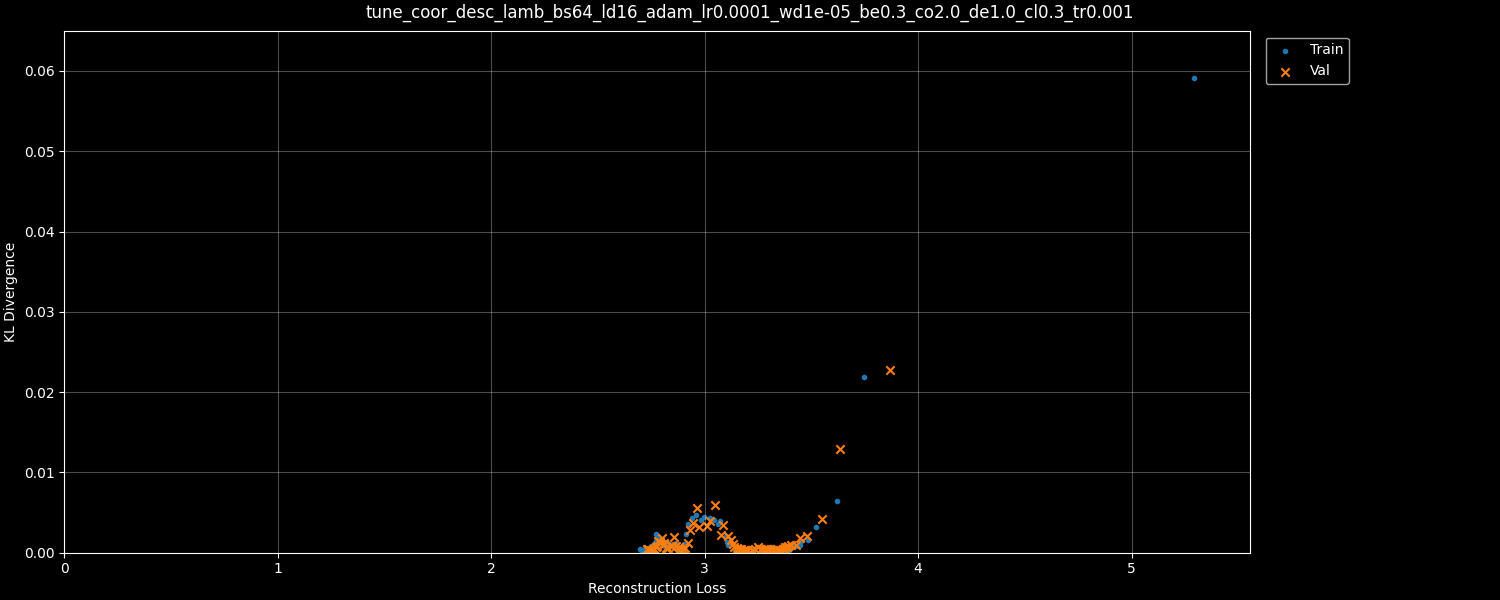 tune_coor_desc_lamb_bs64_ld16_adam_lr0.0001_wd1e-05_be0.3_co2.0_de1.0_cl0.3_tr0.001
Train
Val
0.06
0.05
0.04
0.03
0.02
0.01
0.00
KL Divergence
0 1 2 3 4 5
Reconstruction Loss